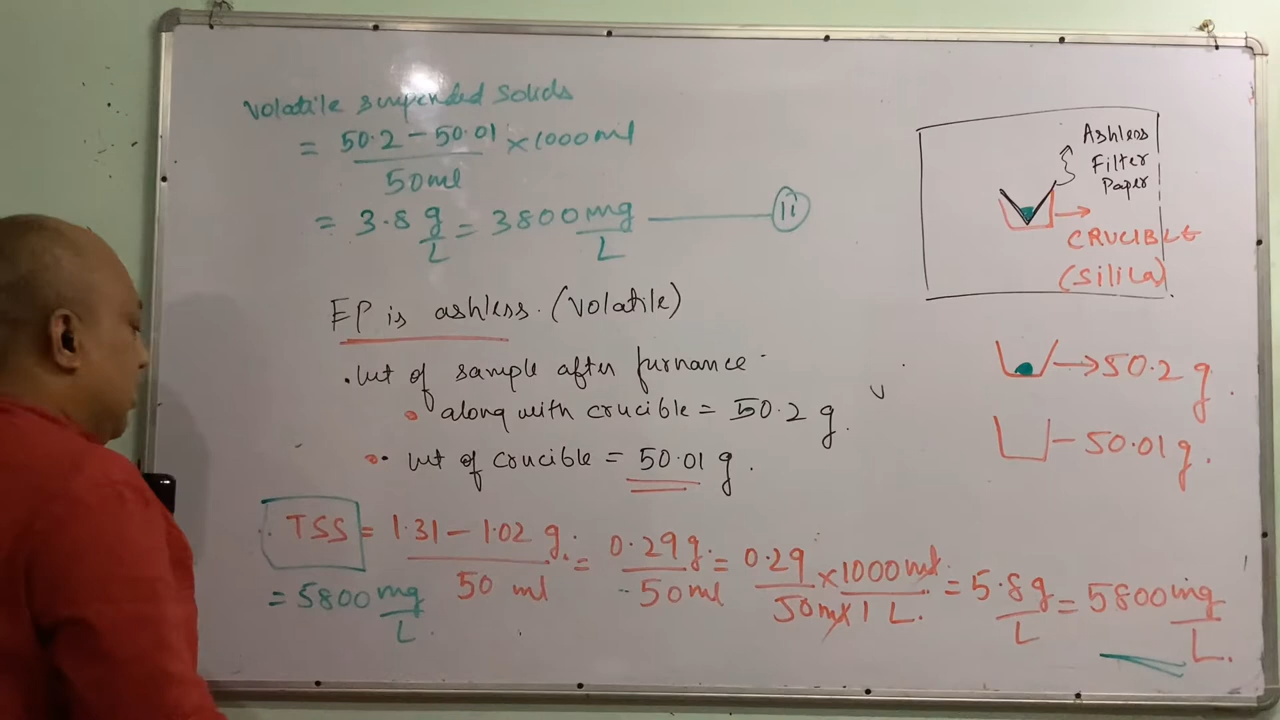 Volatile suspended solids
= 50.2 - 50.01 / 50 ml × 1000 ml
= 3.8 g/L = 3800 mg/L —— (ii)
FP is ashless. (Volatile)
. Wt of sample after furnance
along with crucible = 50.2 g.
wt of crucible = 50.01 g.
TSS = 1.31 - 1.02 g. / 50 ml = 0.29 g. / 50 ml = 0.29 / 50 ml × 1000 ml / 1 L. = 5.8 g/L = 5800 mg/L.
= 5800 mg/L.
Ashless
Filter
Paper
CRUCIBLE
(Silica)
50.2 g.
50.01 g.